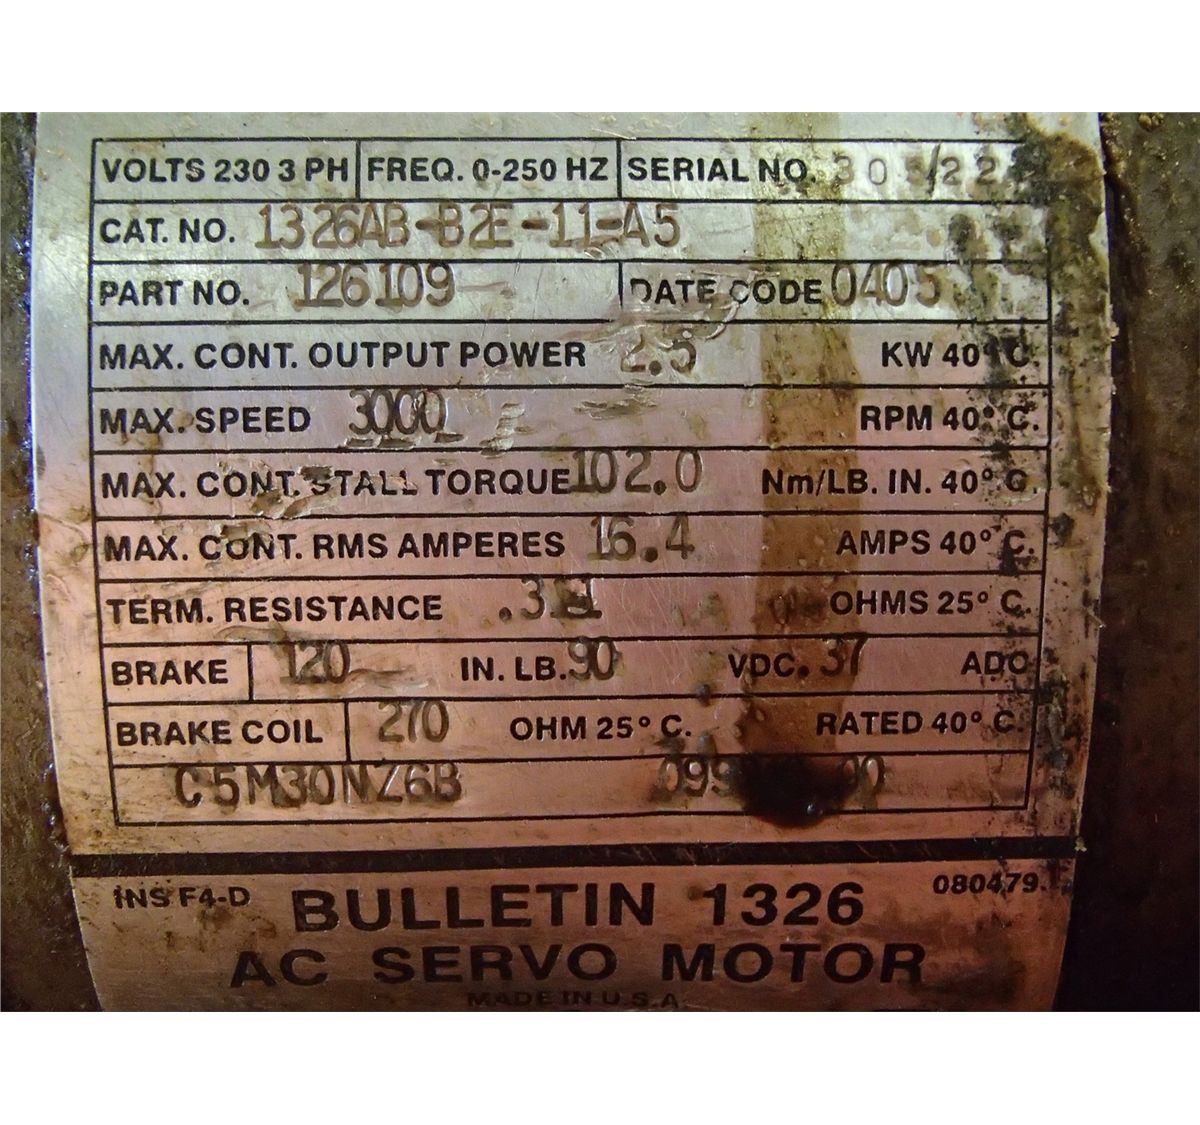 VOLTS 230 3 PH FREQ. 0-250 HZ SERIAL NO.
CAT. NO. 1326AB-B2E-11-A5
PART NO. 126109 DATE CODE 0405
MAX. CONT. OUTPUT POWER 2.5 KW 40° C.
MAX. SPEED 3000 RPM 40° C.
MAX. CONT. STALL TORQUE 102.0 Nm/LB. IN. 40° C
MAX. CONT. RMS AMPERES 16.4 AMPS 40° C.
TERM. RESISTANCE OHMS 25° C.
BRAKE 120 IN. LB. 90 VDC .37 ADC
BRAKE COIL 270 OHM 25° C. RATED 40° C.
C5M30NZ6B
INS F4-D BULLETIN 1326 080479
AC SERVO MOTOR
MADE IN U.S.A.